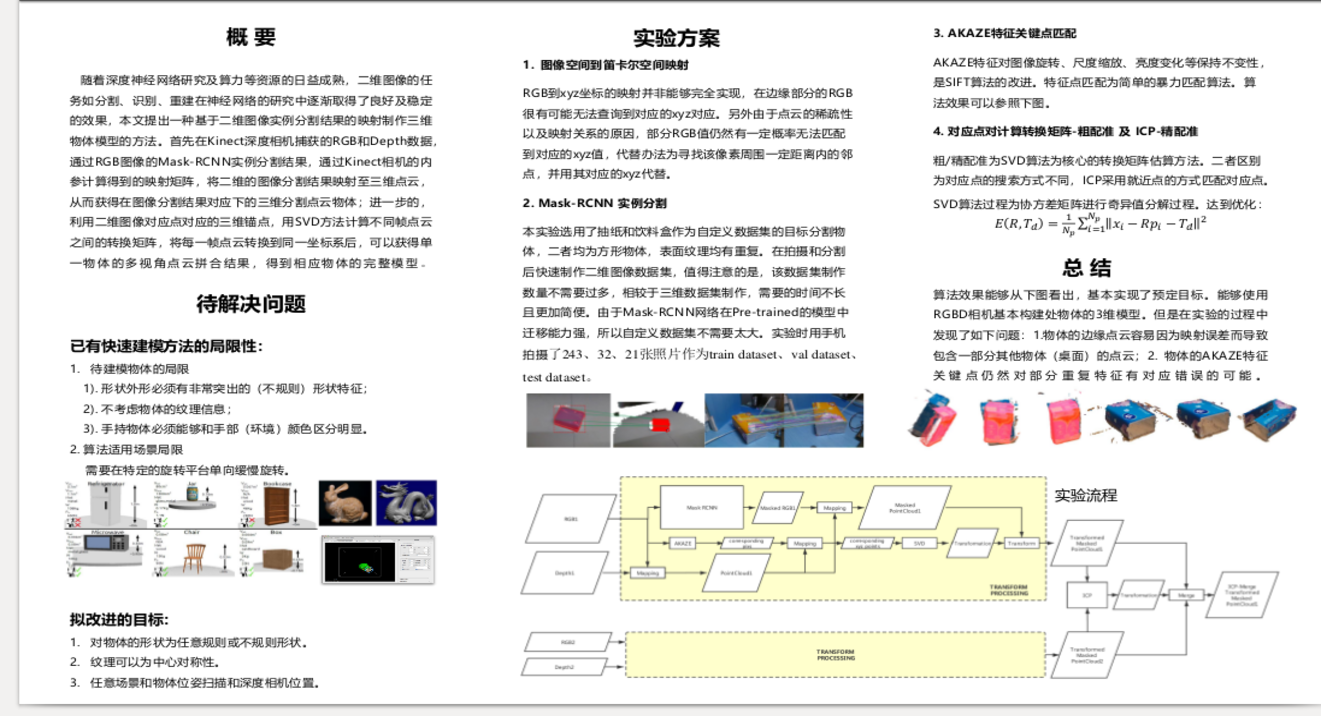 概 要
随着深度神经网络研究及算力等资源的日益成熟，二维图像的任
务如分割、识别、重建在神经网络的研究中逐渐取得了良好及稳定
的效果，本文提出一种基于二维图像实例分割结果的映射制作三维
物体模型的方法。首先在Kinect深度相机捕获的RGB和Depth数据，
通过RGB图像的Mask-RCNN实例分割结果，通过Kinect相机的内
参计算得到的映射矩阵，将二维的图像分割结果映射至三维点云，
从而获得在图像分割结果对应下的三维分割点云物体；进一步的，
利用二维图像对应点对应的三维锚点，用SVD方法计算不同帧点云
之间的转换矩阵，将每一帧点云转换到同一坐标系后，可以获得单
一物体的多视角点云拼合结果，得到相应物体的完整模型。
待解决问题
已有快速建模方法的局限性：
1. 待建模物体的局限
1). 形状外形必须有非常突出的（不规则）形状特征；
2). 不考虑物体的纹理信息；
3). 手持物体必须能够和手部（环境）颜色区分明显。
2. 算法适用场景局限
需要在特定的旋转平台单向缓慢旋转。
Refrigerator
Jar
Bookcase
Microwave
Chair
Box
拟改进的目标：
1. 对物体的形状为任意规则或不规则形状。
2. 纹理可以为中心对称性。
3. 任意场景和物体位姿扫描和深度相机位置。
实验方案
1. 图像空间到笛卡尔空间映射
RGB到xyz坐标的映射并非能够完全实现，在边缘部分的RGB
很有可能无法查询到对应的xyz对应。另外由于点云的稀疏性
以及映射关系的原因，部分RGB值仍然有一定概率无法匹配
到对应的xyz值，代替办法为寻找该像素周围一定距离内的邻
点，并用其对应的xyz代替。
2. Mask-RCNN 实例分割
本实验选用了抽纸和饮料盒作为自定义数据集的目标分割物
体，二者均为方形物体，表面纹理均有重复。在拍摄和分割
后快速制作二维图像数据集，值得注意的是，该数据集制作
数量不需要过多，相较于三维数据集制作，需要的时间不长
且更加简便。由于Mask-RCNN网络在Pre-trained的模型中
迁移能力强，所以自定义数据集不需要太大。实验时用手机
拍摄了243、32、21张照片作为train dataset、val dataset、
test dataset。
3. AKAZE特征关键点匹配
AKAZE特征对图像旋转、尺度缩放、亮度变化等保持不变性，
是SIFT算法的改进。特征点匹配为简单的暴力匹配算法。算
法效果可以参照下图。
4. 对应点对计算转换矩阵-粗配准 及 ICP-精配准
粗/精配准为SVD算法为核心的转换矩阵估算方法。二者区别
为对应点的搜索方式不同，ICP采用就近点的方式匹配对应点。
SVD算法过程为协方差矩阵进行奇异值分解过程。达到优化：
E(R,T_d) = \frac{1}{N_p} \sum_{i=1}^{N_p} ||x_i − Rp_i − T_d||^2
总 结
算法效果能够从下图看出，基本实现了预定目标。能够使用
RGBD相机基本构建处物体的3维模型。但是在实验的过程中
发现了如下问题：1.物体的边缘点云容易因为映射误差而导致
包含一部分其他物体（桌面）的点云；2. 物体的AKAZE特征
关键点仍然对部分重复特征有对应错误的可能。
实验流程
RGB1
Mask RCNN
Masked RGB1
Mapping
Masked
PointCloud1
AKAZE
corresponding
Mapping
corresponding
xyz points
SVD
Transformation
Transform
Depth1
Mapping
PointCloud1
TRANSFORM
PROCESSING
Transformed
Masked
PointCloud1
ICP
Transformation
Merge
ICP-Merge
Transformed
Masked
RGB2
Depth2
TRANSFORM
PROCESSING
Transformed
Masked
PointCloud2